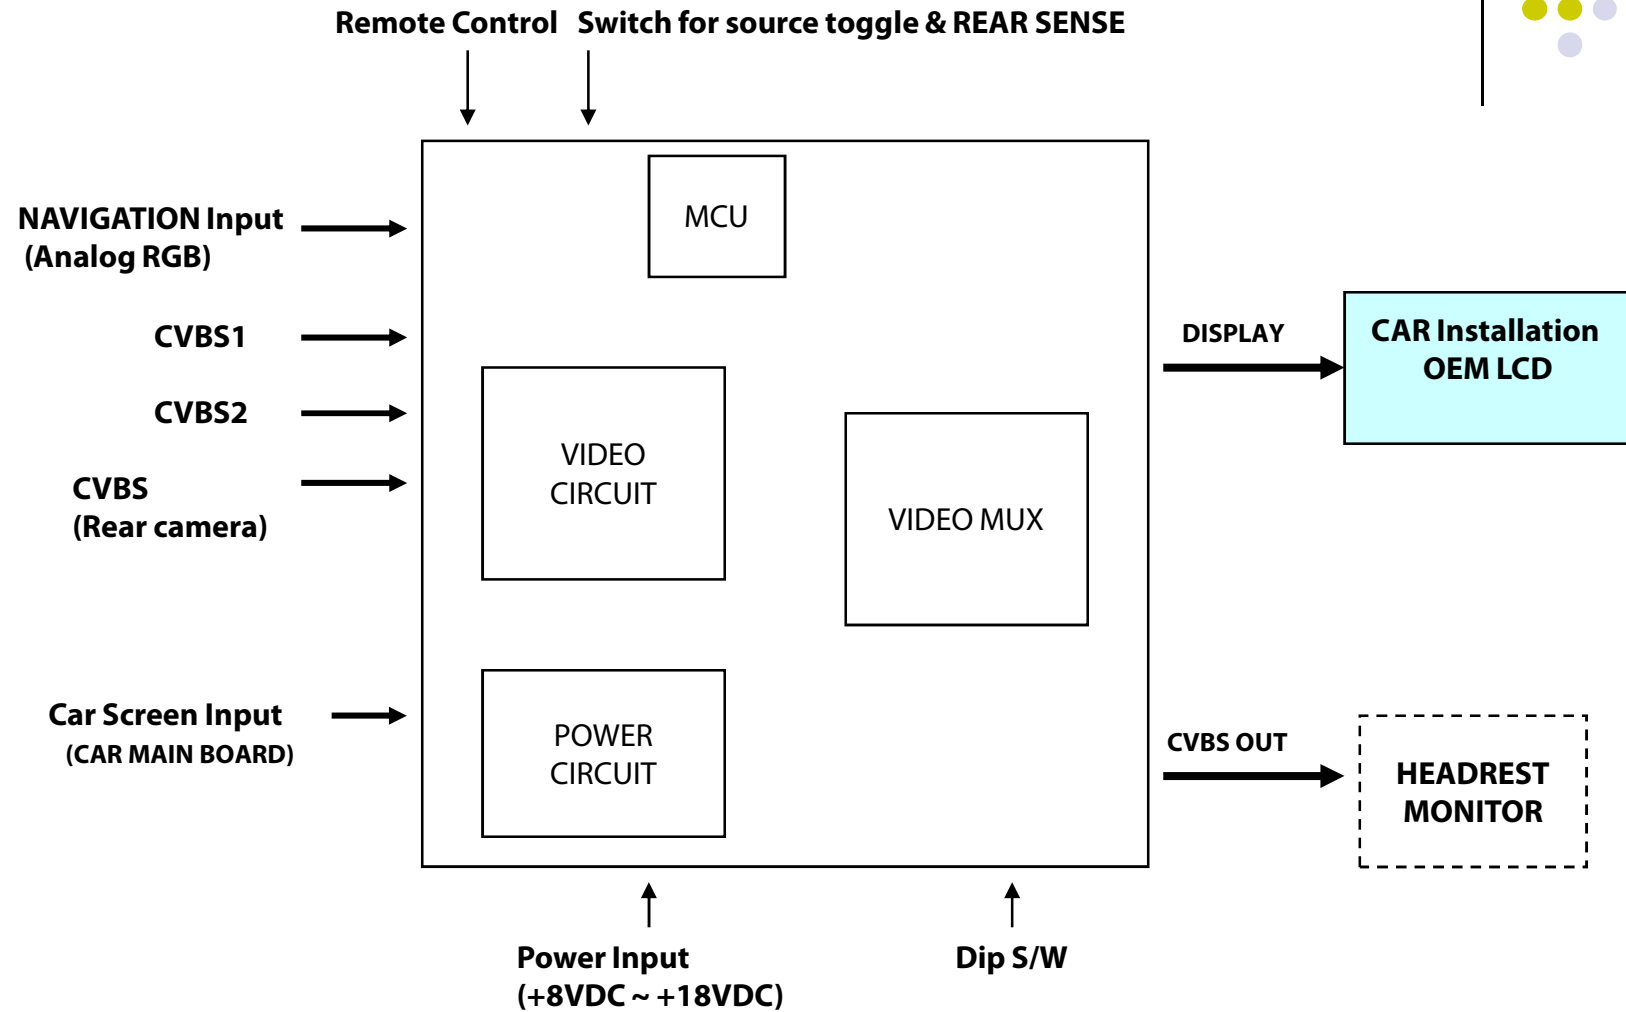 Remote Control Switch for source toggle & REAR SENSE
MCU
NAVIGATION Input
(Analog RGB)
CVBS1
CVBS2
CVBS
(Rear camera)
VIDEO
CIRCUIT
VIDEO MUX
DISPLAY
CAR Installation
OEM LCD
Car Screen Input
(CAR MAIN BOARD)
POWER
CIRCUIT
CVBS OUT
HEADREST
MONITOR
Power Input
(+8VDC ~ +18VDC)
Dip S/W